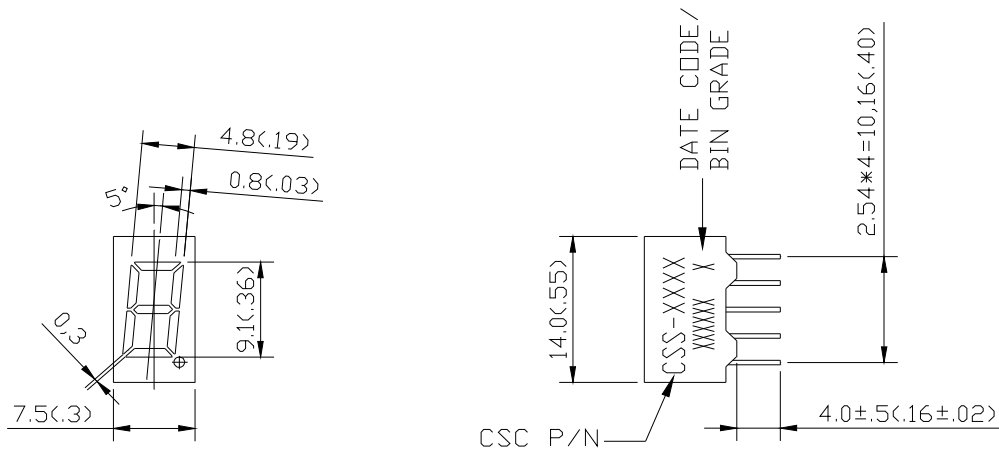 4.8(.19)
0.8(.03)
5°
9.1(.36)
0,3
7.5(.3)
DATE CODE/
BIN GRADE
2.54*4=10,16(.40)
14.0(.55)
CSS-XXXX
XXXXXX X
4.0±.5(.16±.02)
CSC P/N